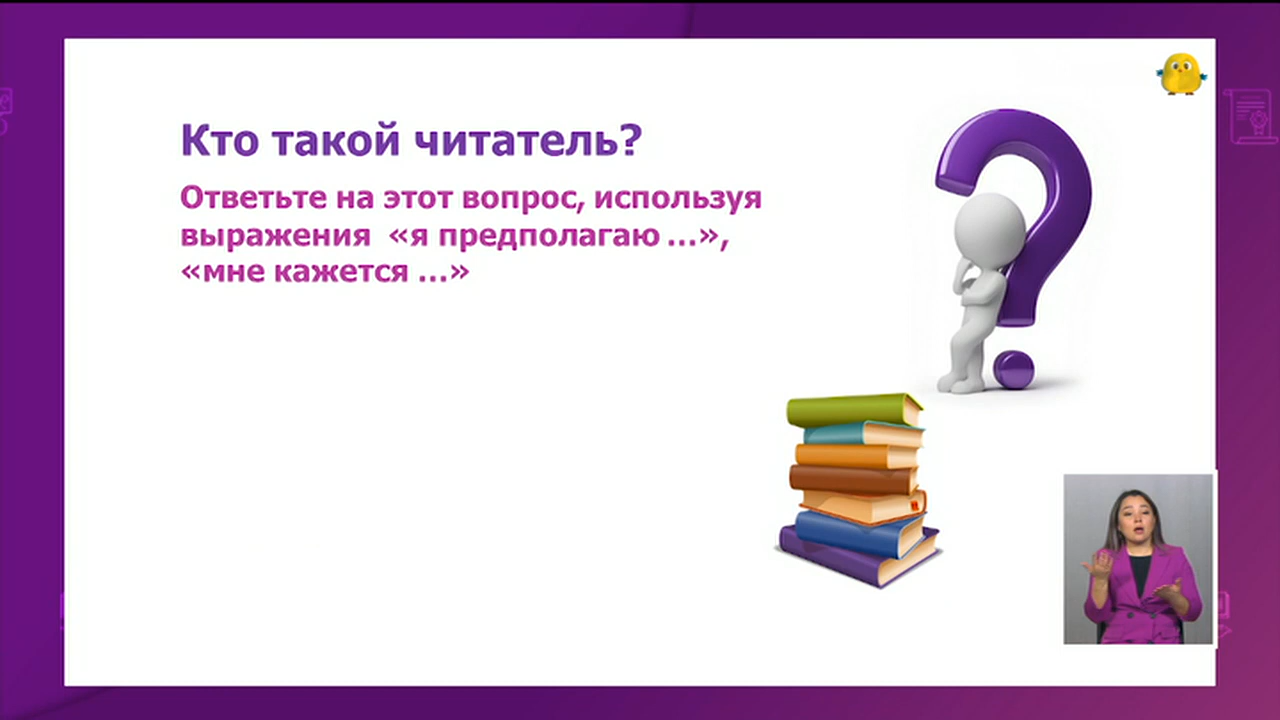 Кто такой читатель?
Ответьте на этот вопрос, используя
выражения «я предполагаю ...»,
«мне кажется ...»